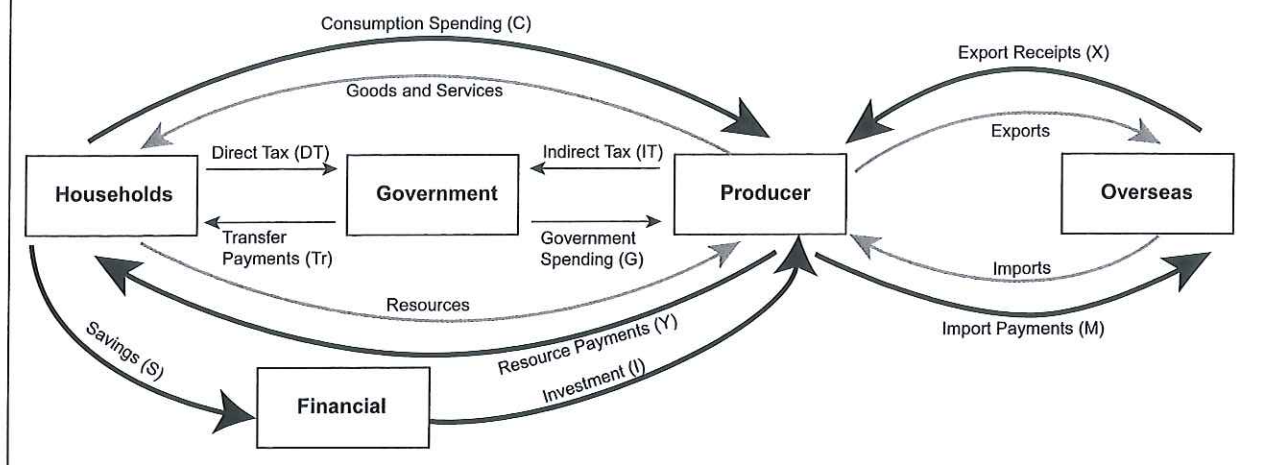 Consumption Spending (C)
Export Receipts (X)
Goods and Services
Exports
Direct Tax (DT)
Indirect Tax (IT)
Households
Government
Producer
Overseas
Transfer
Payments (Tr)
Government
Spending (G)
Imports
Resources
Import Payments (M)
Savings (S)
Resource Payments (Y)
Investment (I)
Financial